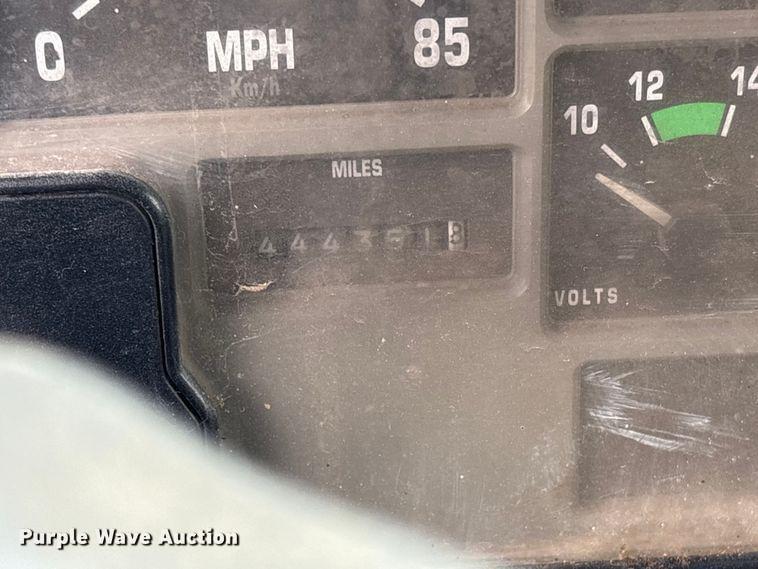 0 MPH 85
Km/h
10 12 14
MILES
VOLTS
Purple Wave Auction